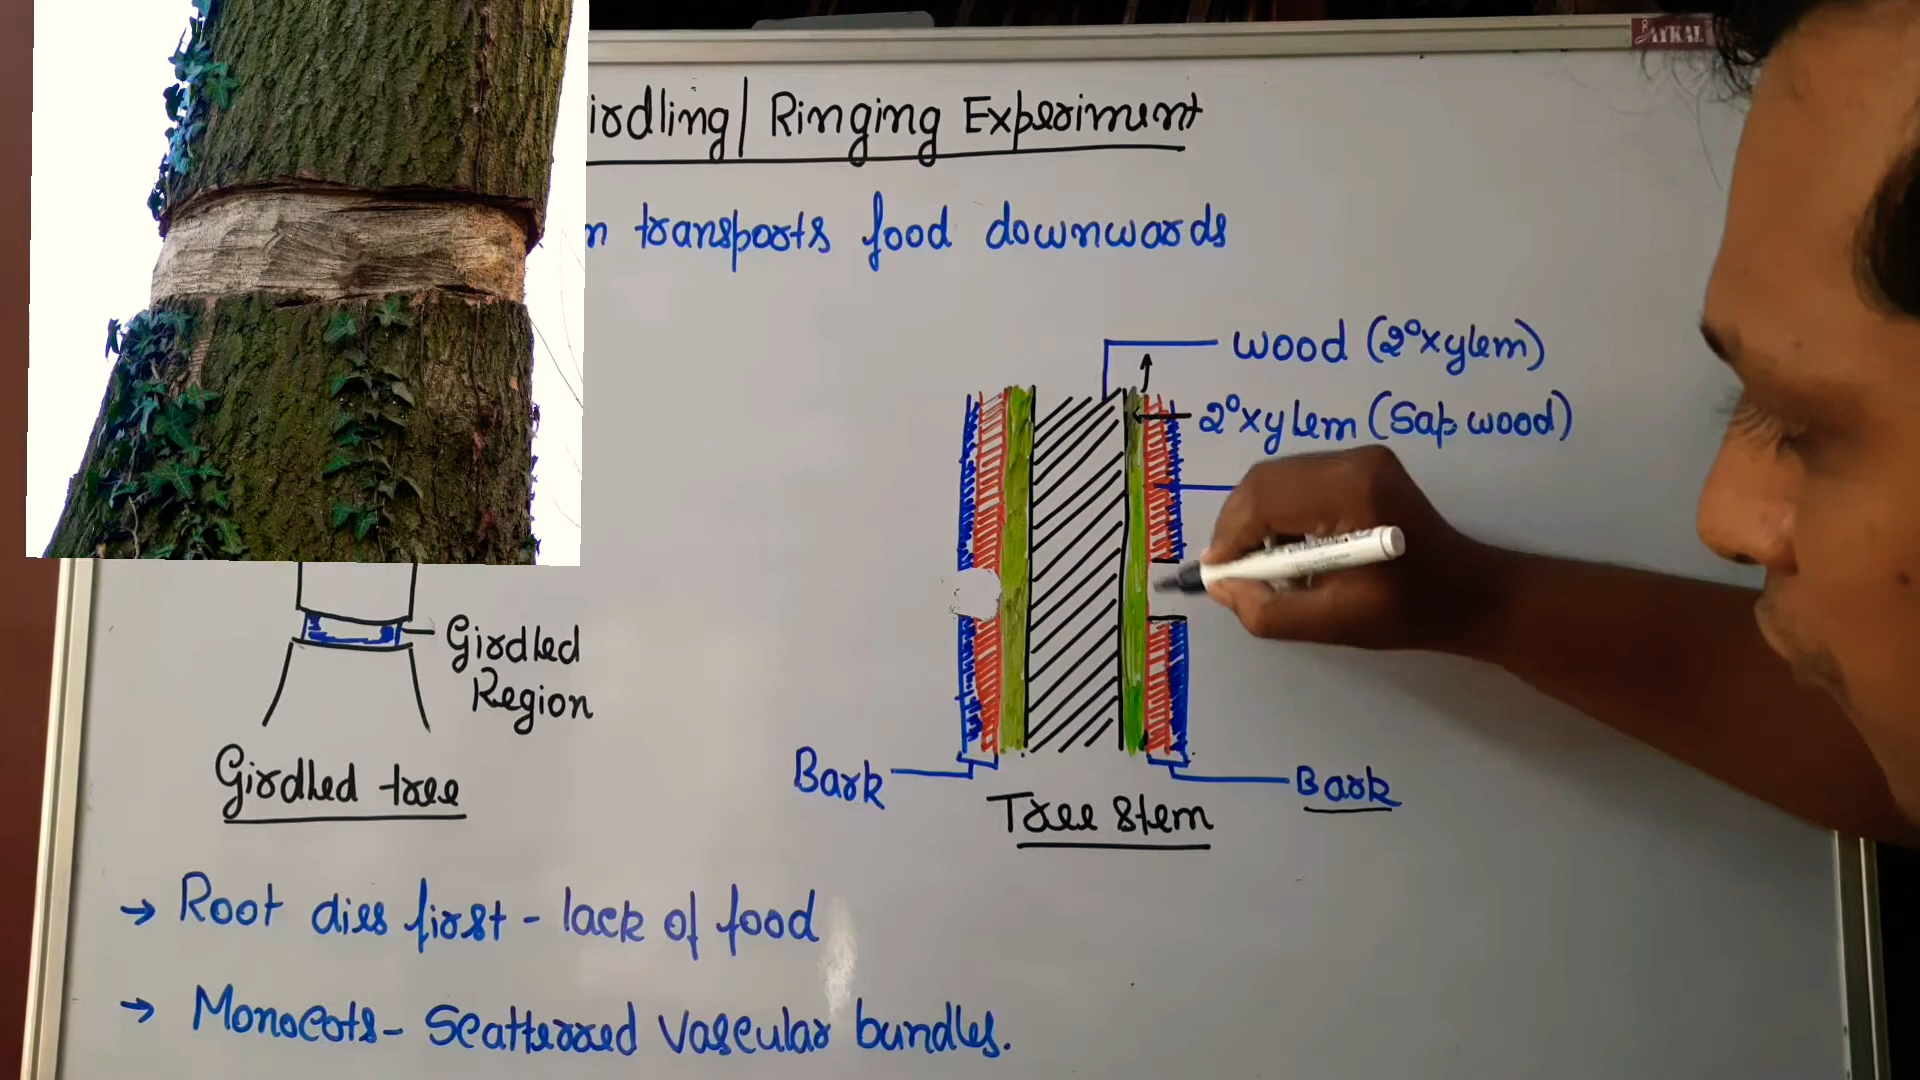 irdling/Ringing Experiment
n transports food downwards
Wood (2°xylem)
2°xylem (Sap wood)
Girdled
Region
Girdled tree
Bark
Bark
Tree Stem
→ Root dies first - lack of food
→ Monocots - Scatterred Vascular bundles.